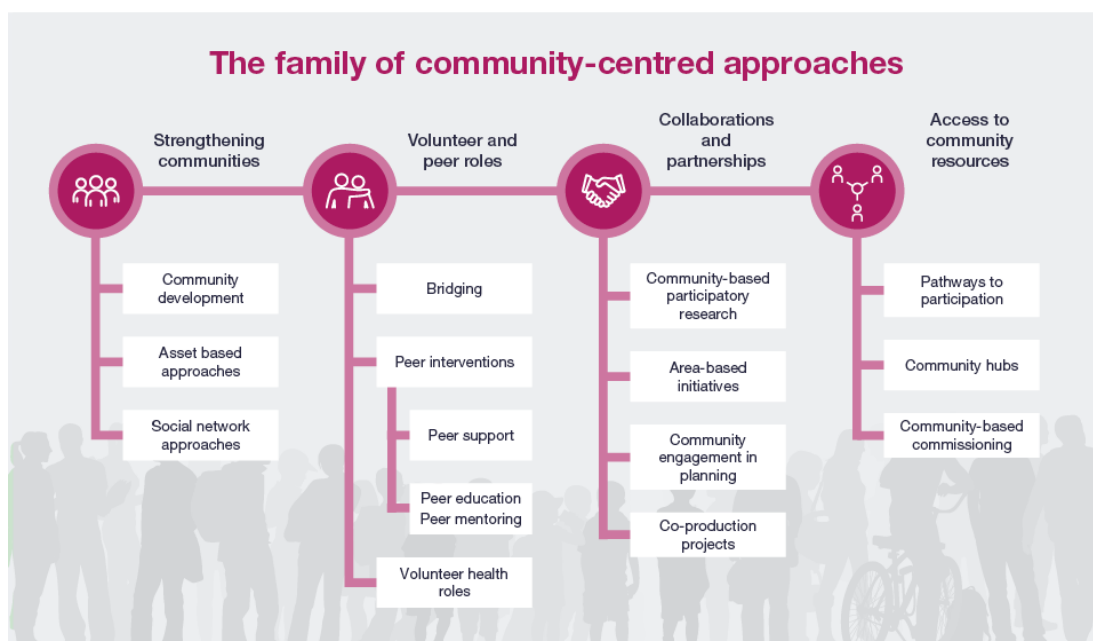 The family of community-centred approaches
Strengthening
communities
Volunteer and
peer roles
Collaborations
and
partnerships
Access to
community
resources
Community
development
Asset based
approaches
Social network
approaches
Bridging
Peer interventions
Peer support
Peer education
Peer mentoring
Volunteer health
roles
Community-based
participatory
research
Area-based
initiatives
Community
engagement in
planning
Co-production
projects
Pathways to
participation
Community hubs
Community-based
commissioning